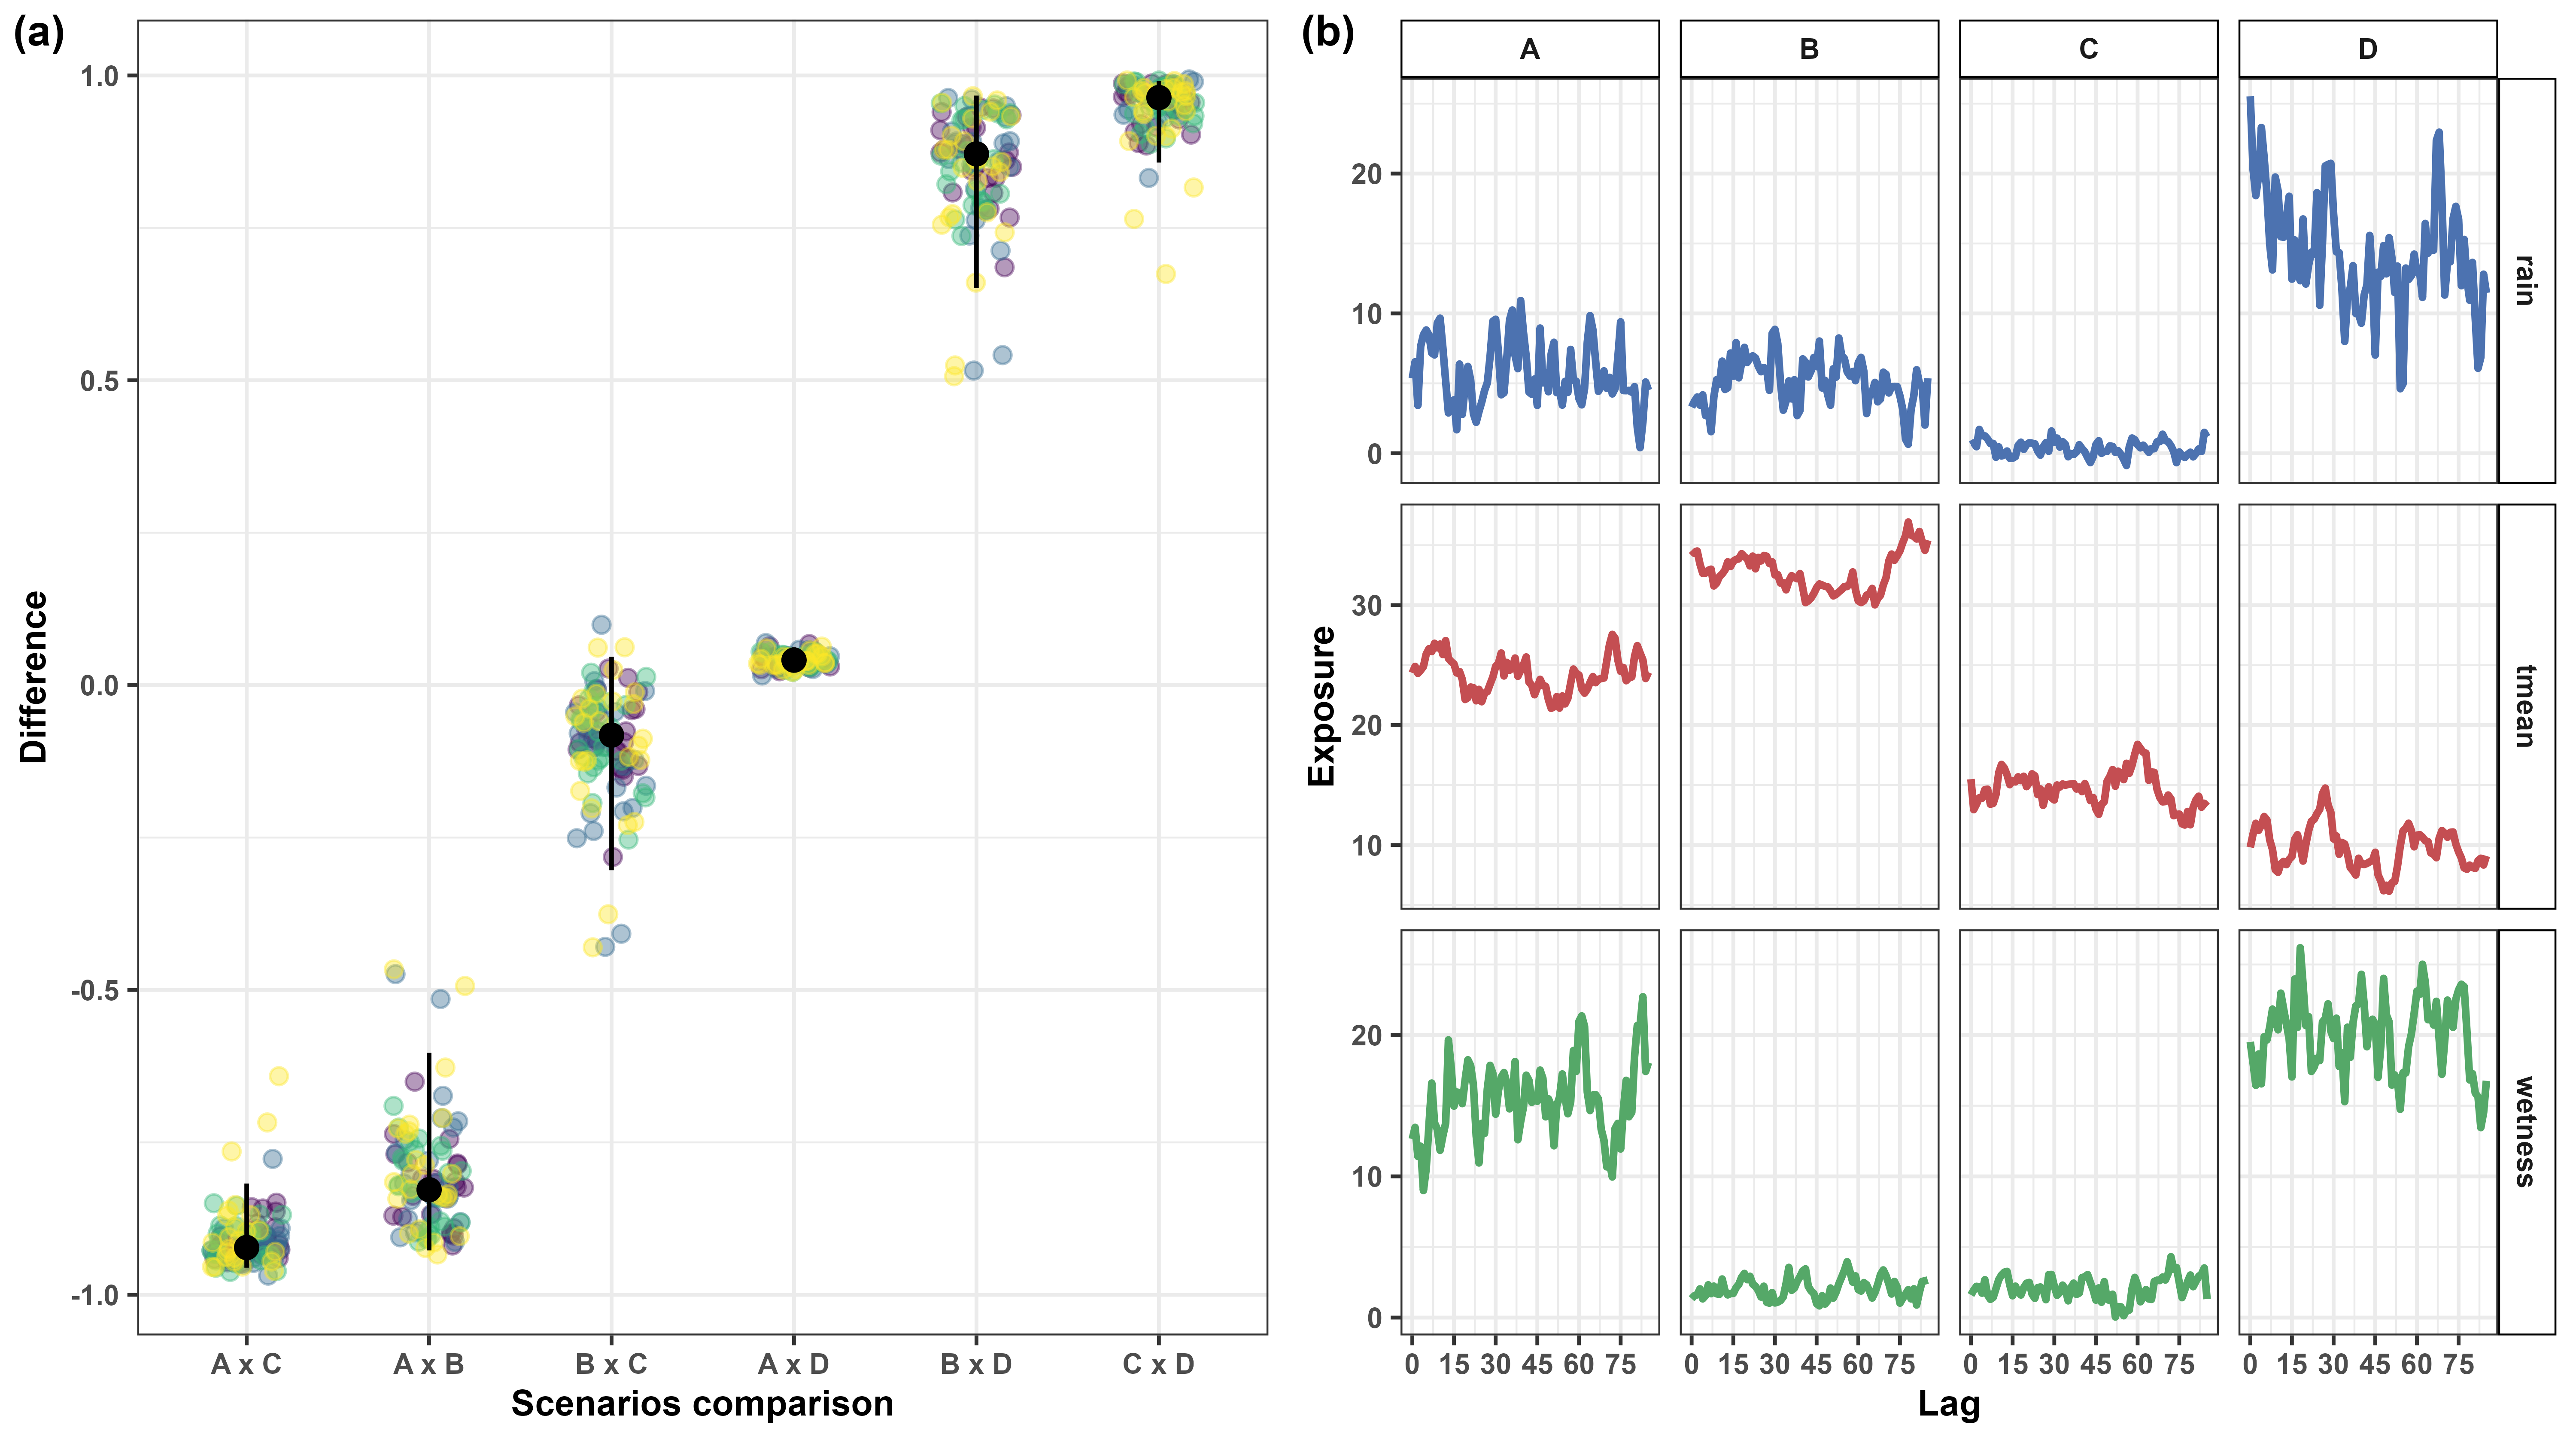 (a)
1.0
0.5
0.0
-0.5
-1.0
Difference
A x C
A x B
B x C
A x D
B x D
C x D
Scenarios comparison
(b)
A
B
C
D
20
10
0
rain
30
20
10
tmean
20
10
0
wetness
Exposure
0 15 30 45 60 75
0 15 30 45 60 75
0 15 30 45 60 75
0 15 30 45 60 75
Lag